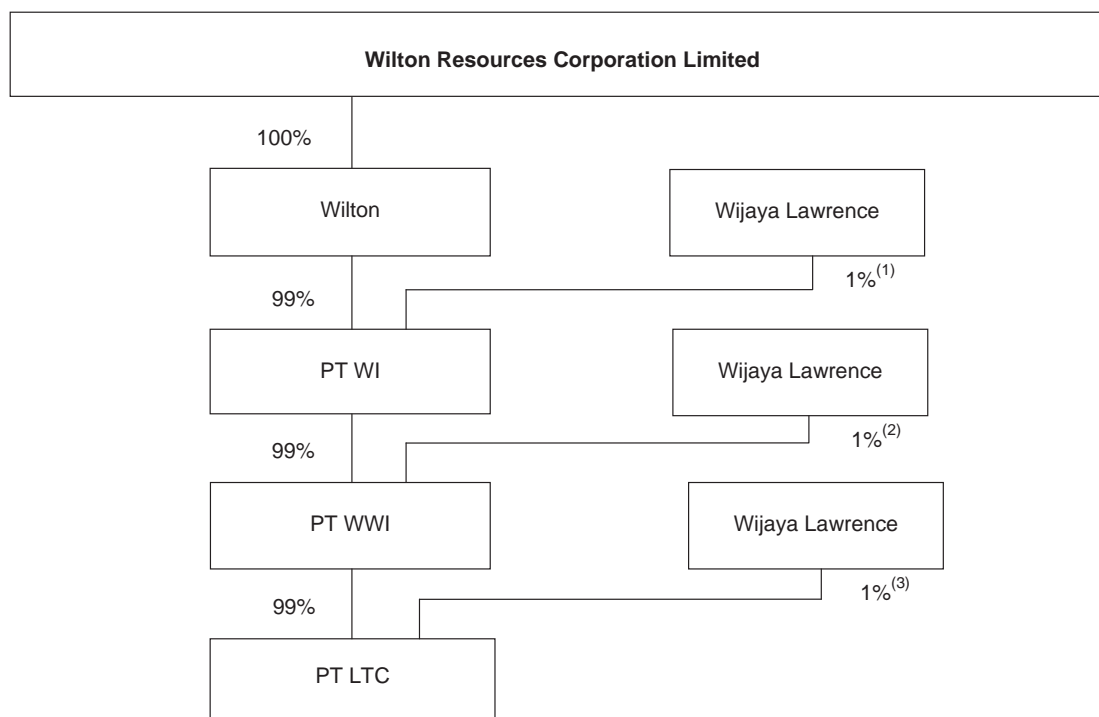 Wilton Resources Corporation Limited
100%
Wilton
Wijaya Lawrence
1%(1)
99%
PT WI
Wijaya Lawrence
1%(2)
99%
PT WWI
Wijaya Lawrence
1%(3)
99%
PT LTC